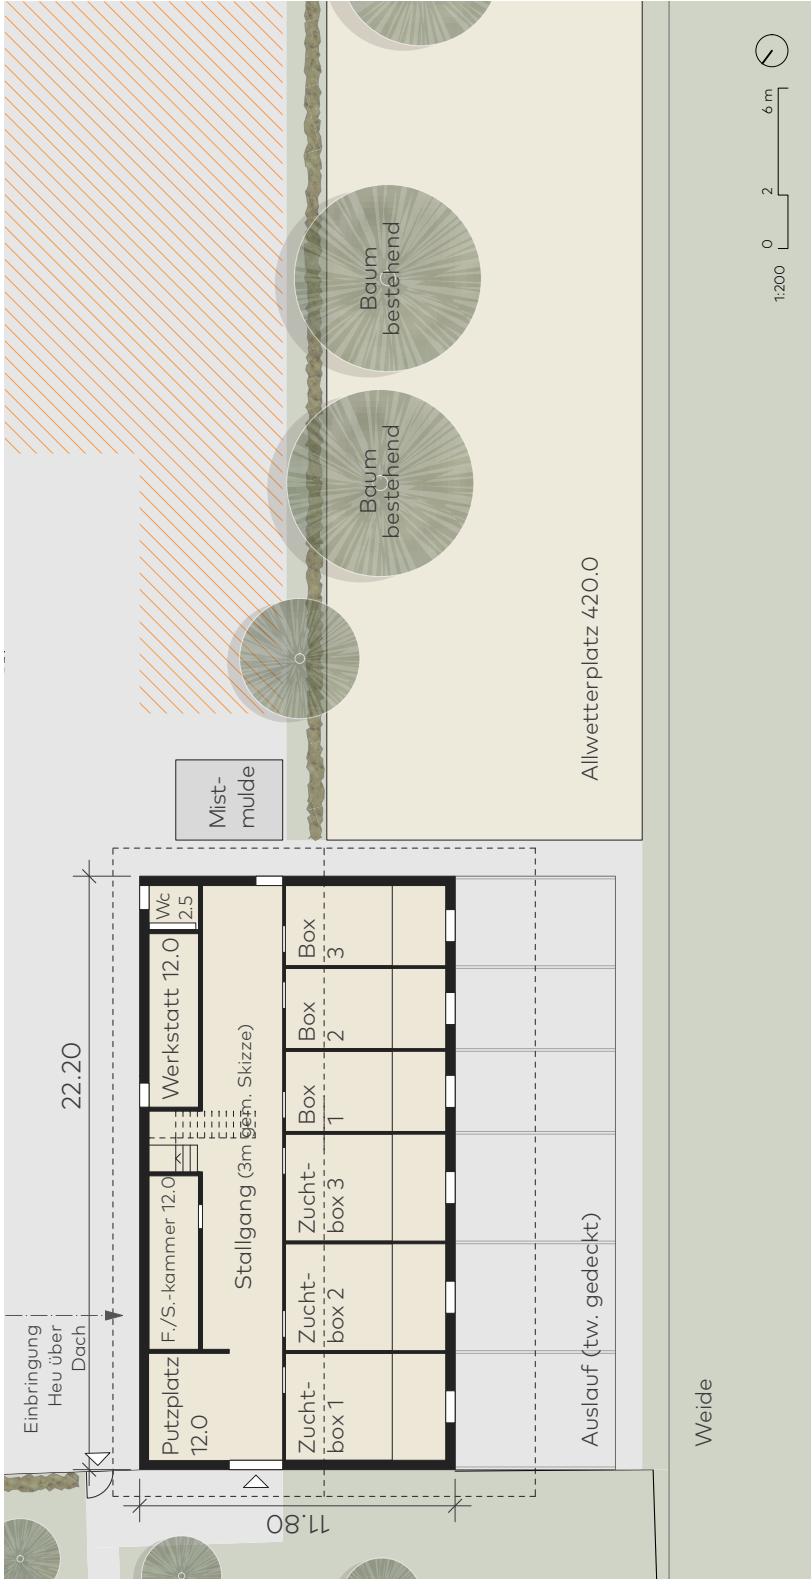 6 m
2
0
1:200
Baum
bestehend
Baum
bestehend
Allwetterplatz 420.0
Mist-
mulde
22.20
Wc
2.5
Werkstatt 12.0
F./S.-kammer 12.0
Putzplatz
12.0
Stallgang (3m gem. Skizze)
Box
3
Box
2
Box
1
Zucht-
box 3
Zucht-
box 2
Zucht-
box 1
Einbringung
Heu über
Dach
Auslauf (tw. gedeckt)
Weide
11.80